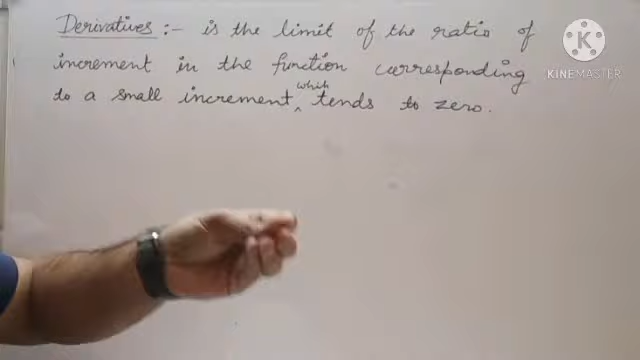 Derivatives :- is the limit of the ratio of
increment in the function corresponding
to a small increment ‸ which tends to zero.
K
KINEMASTER